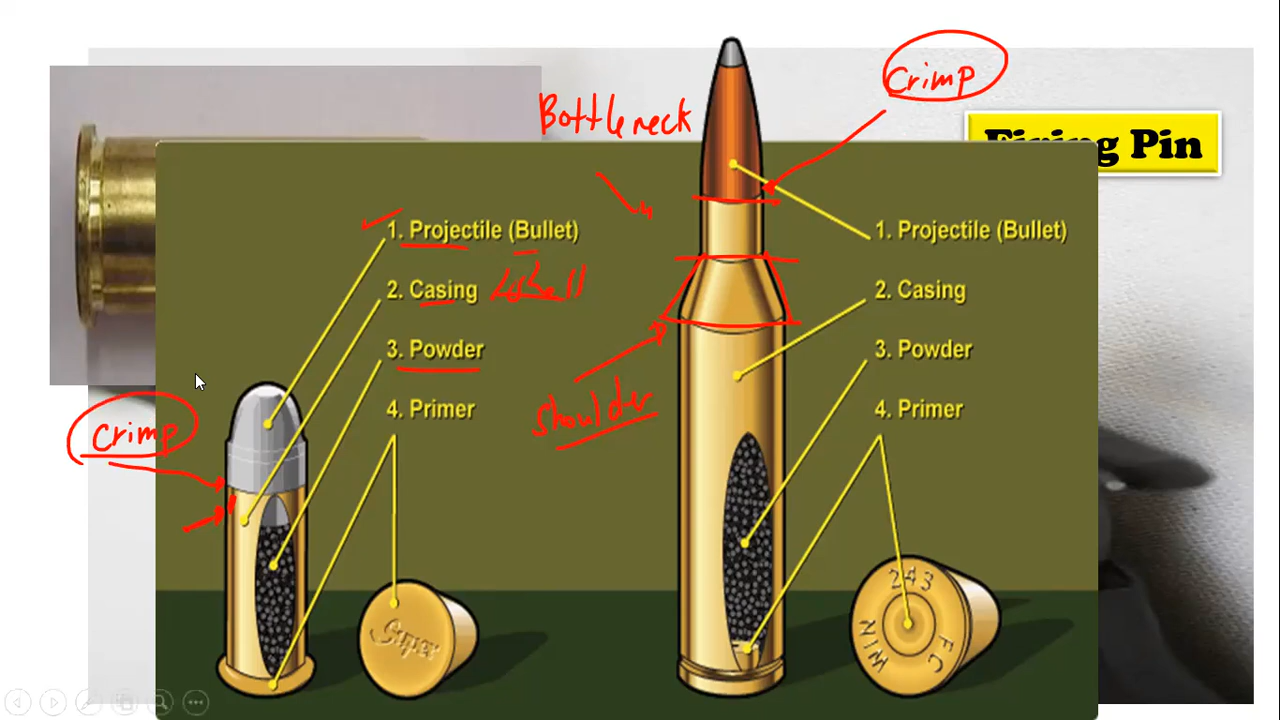 Crimp
Bottleneck
Pin
1. Projectile (Bullet)
2. Casing
3. Powder
4. Primer
1. Projectile (Bullet)
2. Casing
3. Powder
4. Primer
Shoulder
Crimp
Super
243
WIN
FC